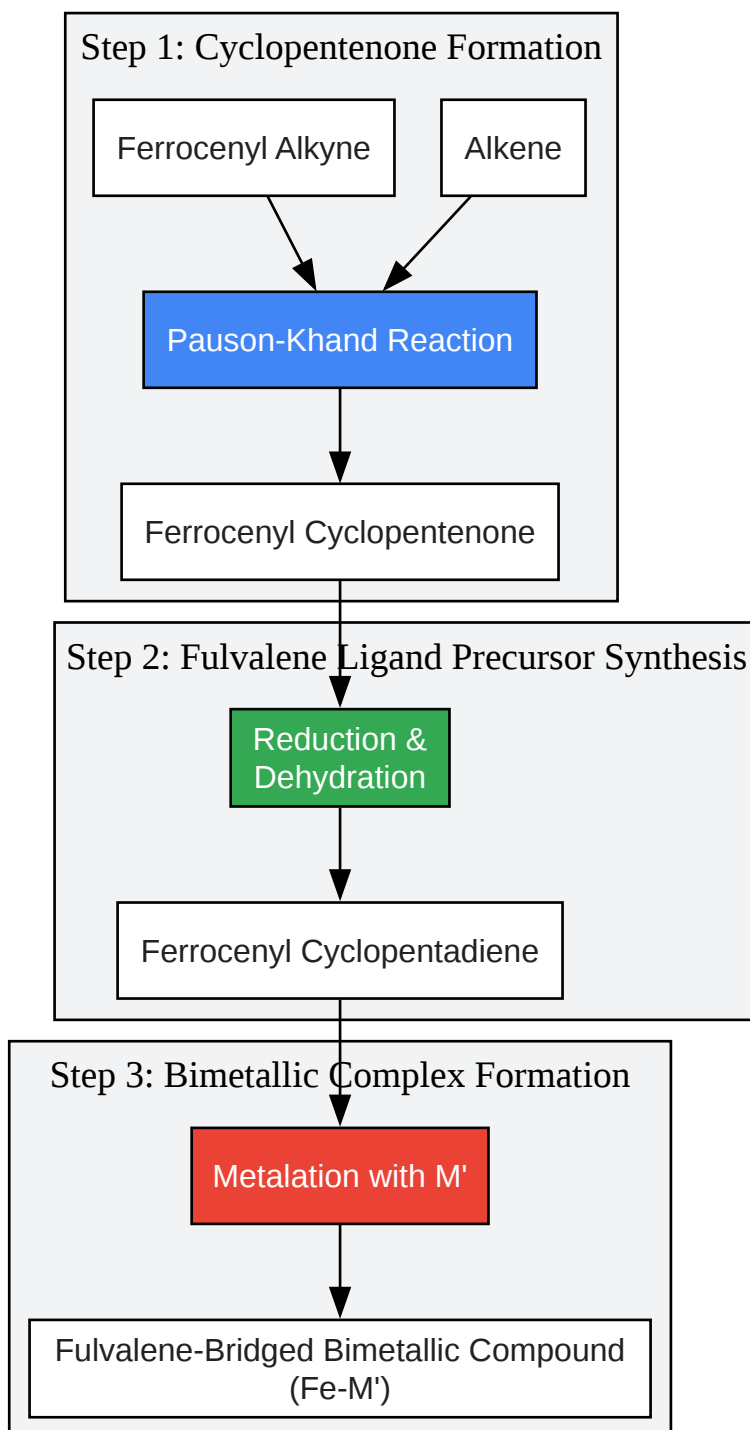 Step 1: Cyclopentenone Formation
Ferrocenyl Alkyne
Alkene
Pauson-Khand Reaction
Ferrocenyl Cyclopentenone
Step 2: Fulvalene Ligand Precursor Synthesis
Reduction &
Dehydration
Ferrocenyl Cyclopentadiene
Step 3: Bimetallic Complex Formation
Metalation with M'
Fulvalene-Bridged Bimetallic Compound
(Fe-M')